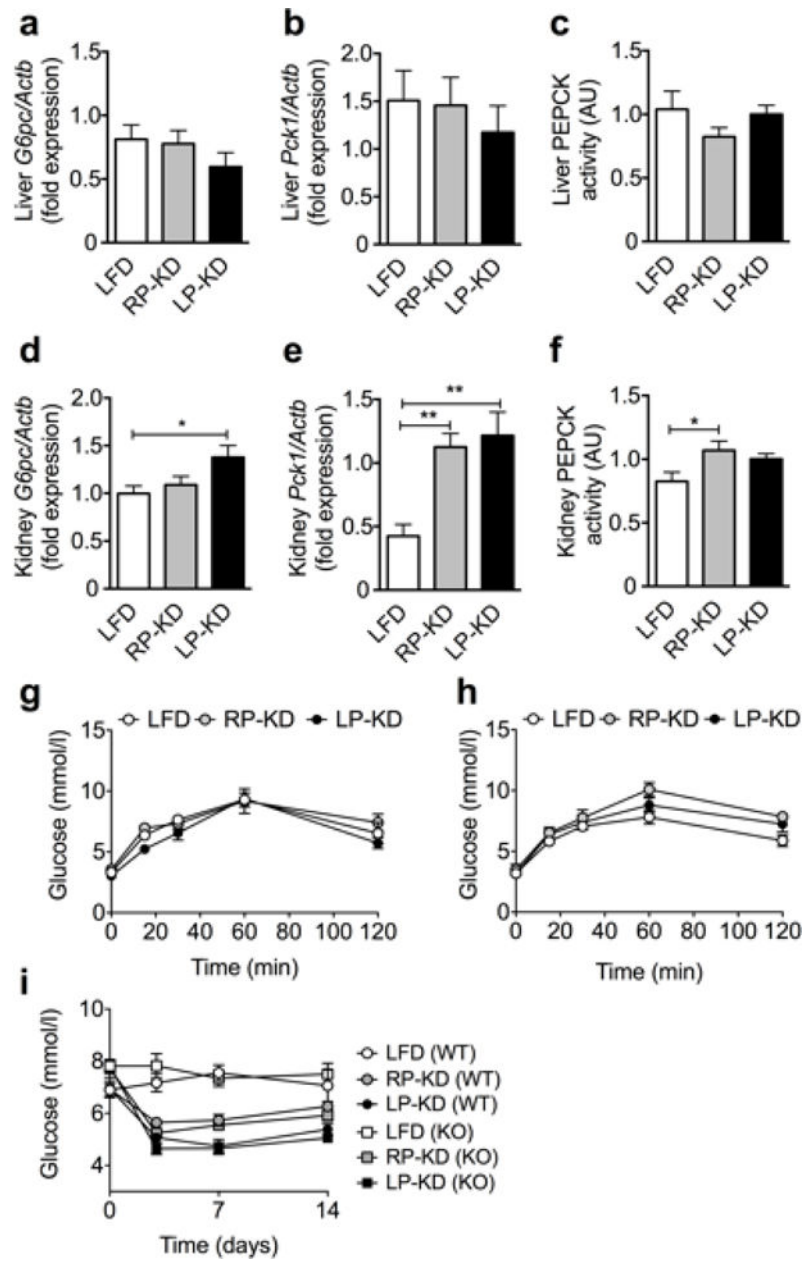 a
Liver G6pc/Actb
(fold expression)
1.5
1.0
0.5
0
LFD
RP-KD
LP-KD
b
Liver Pck1/Actb
(fold expression)
2.0
1.5
1.0
0.5
0
LFD
RP-KD
LP-KD
c
Liver PEPCK
activity (AU)
1.5
1.0
0.5
0
LFD
RP-KD
LP-KD
d
Kidney G6pc/Actb
(fold expression)
2.0
1.5
1.0
0.5
0
*
LFD
RP-KD
LP-KD
e
Kidney Pck1/Actb
(fold expression)
1.5
1.0
0.5
0
**
**
LFD
RP-KD
LP-KD
f
Kidney PEPCK
activity (AU)
1.5
1.0
0.5
0
*
LFD
RP-KD
LP-KD
g
LFD RP-KD LP-KD
Glucose (mmol/l)
15
10
5
0
0 20 40 60 80 100 120
Time (min)
h
LFD RP-KD LP-KD
Glucose (mmol/l)
15
10
5
0
0 20 40 60 80 100 120
Time (min)
i
Glucose (mmol/l)
10
8
6
4
0 7 14
Time (days)
LFD (WT)
RP-KD (WT)
LP-KD (WT)
LFD (KO)
RP-KD (KO)
LP-KD (KO)